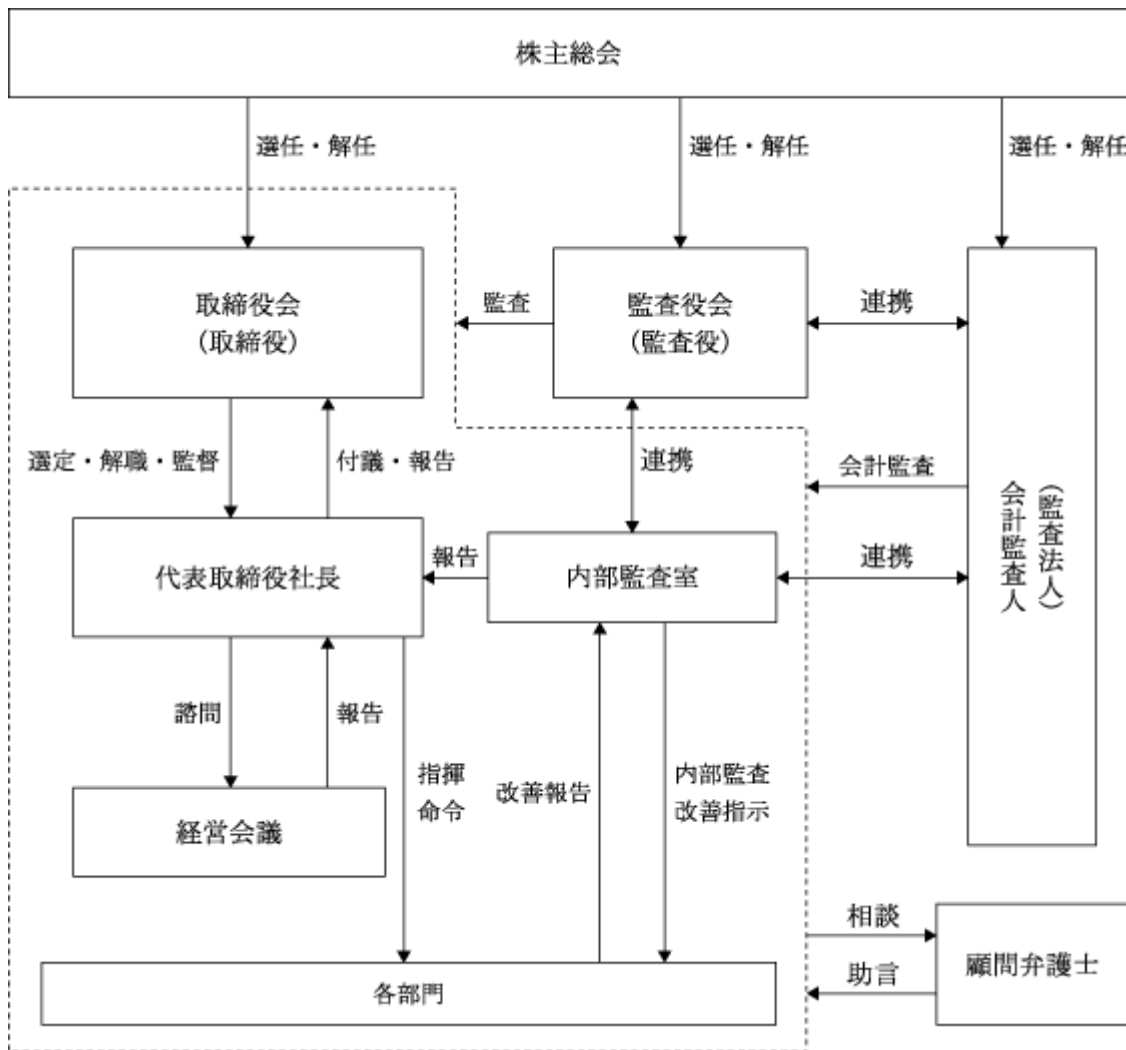 株主総会
選任・解任
選任・解任
選任・解任
取締役会
(取締役)
監査
監査役会
(監査役)
連携
選定・解職・監督
付議・報告
連携
会計監査
会計監査人
(監査法人)
代表取締役社長
報告
内部監査室
連携
諮問
報告
指揮
命令
改善報告
内部監査
改善指示
経営会議
相談
助言
顧問弁護士
各部門